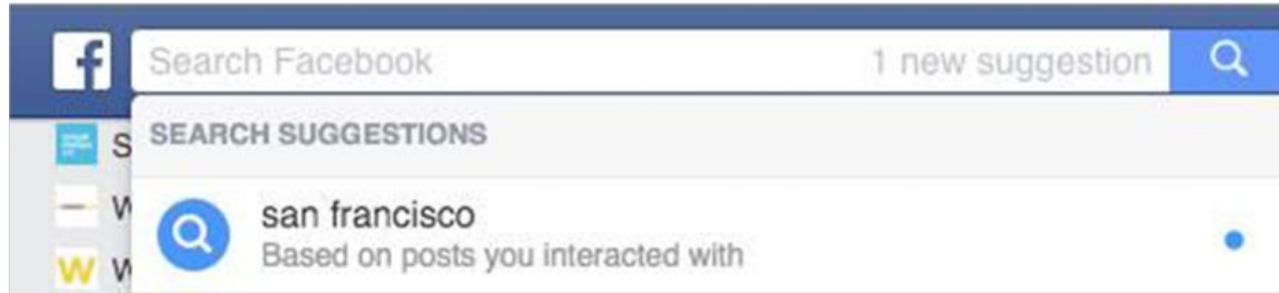 f Search Facebook 1 new suggestion
S SEARCH SUGGESTIONS
W san francisco
Based on posts you interacted with
W W